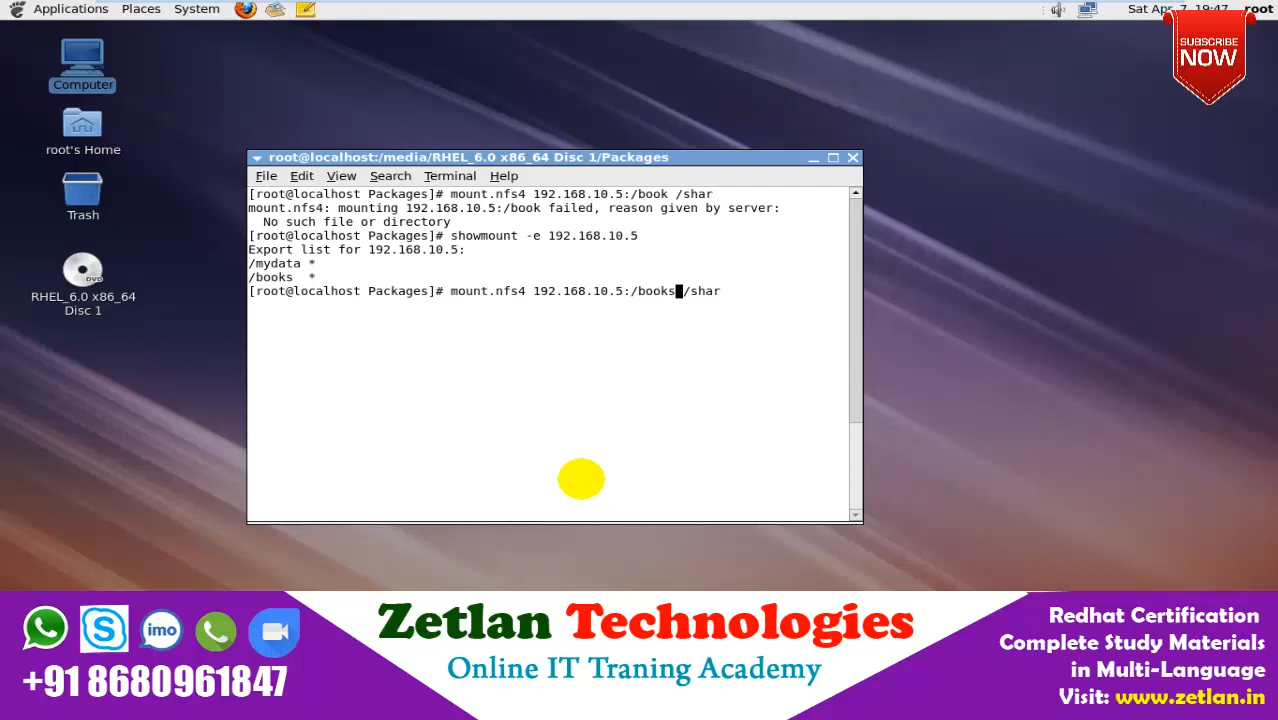 Applications Places System
Sat Apr 7, 19:47 root
SUBSCRIBE
NOW
Computer
root's Home
Trash
DVD
RHEL_6.0 x86_64
Disc 1
root@localhost:/media/RHEL_6.0 x86_64 Disc 1/Packages
File Edit View Search Terminal Help
[root@localhost Packages]# mount.nfs4 192.168.10.5:/book /shar
mount.nfs4: mounting 192.168.10.5:/book failed, reason given by server:
No such file or directory
[root@localhost Packages]# showmount -e 192.168.10.5
Export list for 192.168.10.5:
/mydata *
/books *
[root@localhost Packages]# mount.nfs4 192.168.10.5:/books /shar
imo
+91 8680961847
Zetlan Technologies
Online IT Traning Academy
Redhat Certification
Complete Study Materials
in Multi-Language
Visit: www.zetlan.in